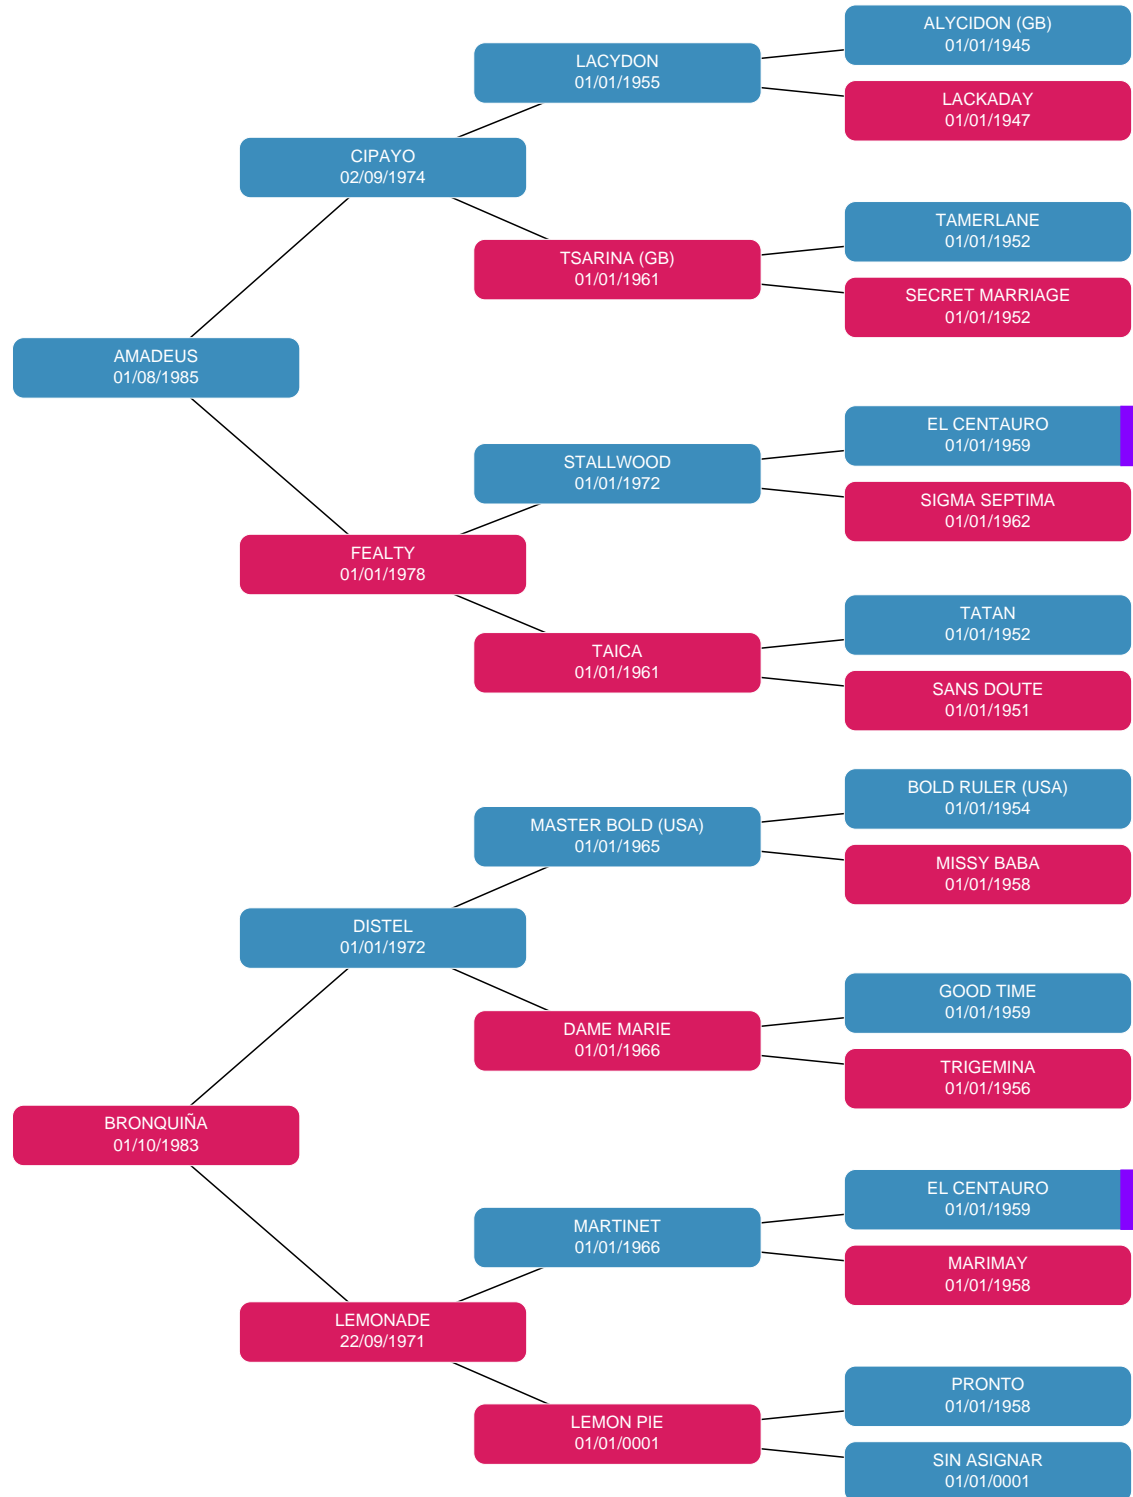 ALYCIDON (GB)
01/01/1945
LACYDON
01/01/1955
LACKADAY
01/01/1947
CIPAYO
02/09/1974
TAMERLANE
01/01/1952
TSARINA (GB)
01/01/1961
SECRET MARRIAGE
01/01/1952
AMADEUS
01/08/1985
EL CENTAURO
01/01/1959
STALLWOOD
01/01/1972
SIGMA SEPTIMA
01/01/1962
FEALTY
01/01/1978
TATAN
01/01/1952
TAICA
01/01/1961
SANS DOUTE
01/01/1951
BOLD RULER (USA)
01/01/1954
MASTER BOLD (USA)
01/01/1965
MISSY BABA
01/01/1958
DISTEL
01/01/1972
GOOD TIME
01/01/1959
DAME MARIE
01/01/1966
TRIGEMINA
01/01/1956
BRONQUIÑA
01/10/1983
EL CENTAURO
01/01/1959
MARTINET
01/01/1966
MARIMAY
01/01/1958
LEMONADE
22/09/1971
PRONTO
01/01/1958
LEMON PIE
01/01/0001
SIN ASIGNAR
01/01/0001